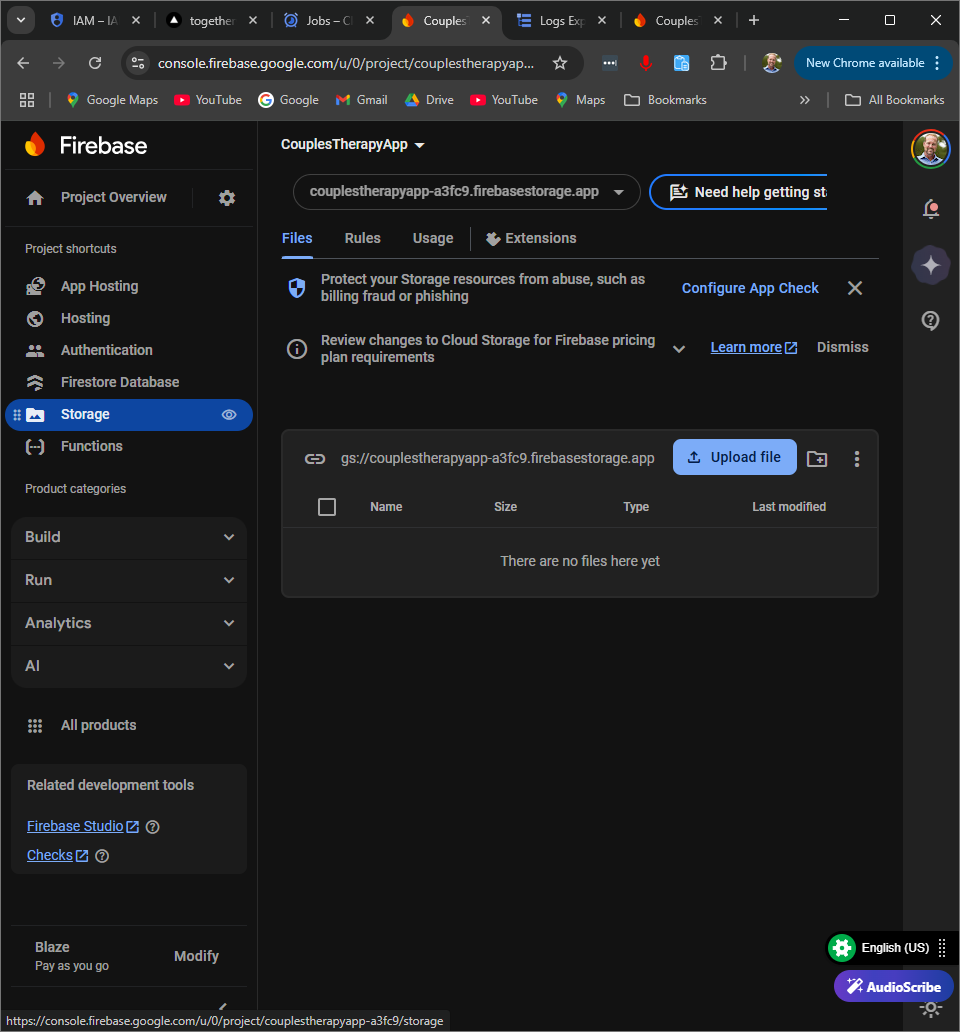 IAM – IA
together
Jobs – Cl
Couples
Logs Exp
Couples
console.firebase.google.com/u/0/project/couplestherapyapp...
New Chrome available
Google Maps
YouTube
Google
Gmail
Drive
YouTube
Maps
Bookmarks
All Bookmarks
Firebase
Project Overview
Project shortcuts
App Hosting
Hosting
Authentication
Firestore Database
Storage
Functions
Product categories
Build
Run
Analytics
AI
All products
Related development tools
Firebase Studio
Checks
Blaze
Pay as you go
Modify
CouplesTherapyApp
couplestherapyapp-a3fc9.firebasestorage.app
Need help getting sta
Files
Rules
Usage
Extensions
Protect your Storage resources from abuse, such as
billing fraud or phishing
Configure App Check
Review changes to Cloud Storage for Firebase pricing
plan requirements
Learn more
Dismiss
gs://couplestherapyapp-a3fc9.firebasestorage.app
Upload file
Name
Size
Type
Last modified
There are no files here yet
English (US)
AudioScribe
https://console.firebase.google.com/u/0/project/couplestherapyapp-a3fc9/storage